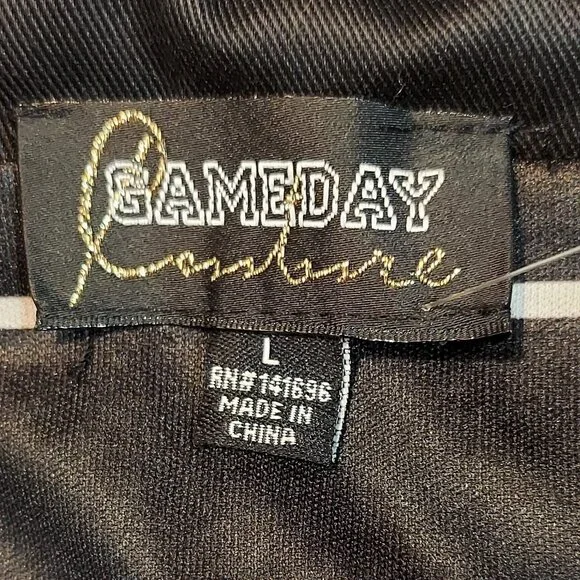 GAMEDAY
Couture
L
RN#141696
MADE IN
CHINA